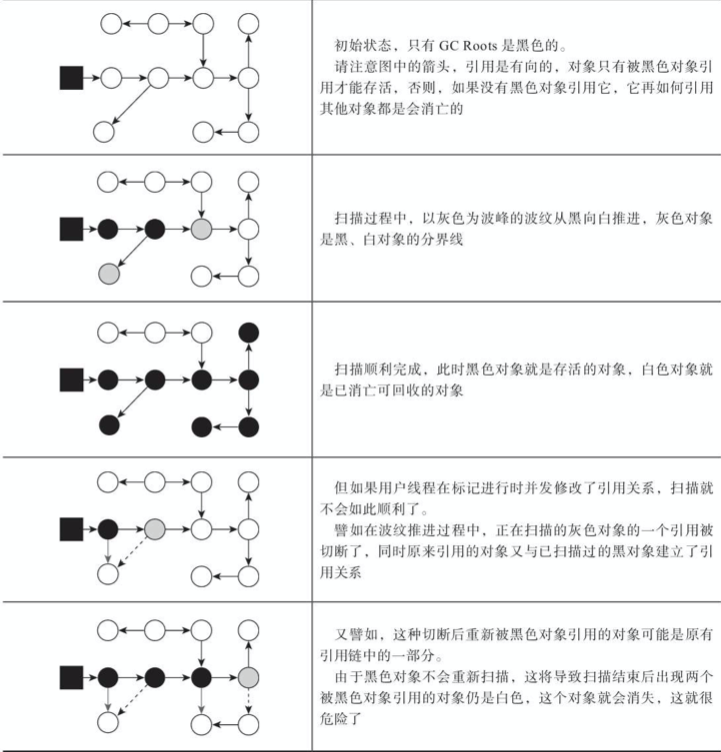 初始状态，只有 GC Roots 是黑色的。
请注意图中的箭头，引用是有向的，对象只有被黑色对象引
用才能存活，否则，如果没有黑色对象引用它，它再如何引用
其他对象都是会消亡的
扫描过程中，以灰色为波峰的波纹从黑向白推进，灰色对象
是黑、白对象的分界线
扫描顺利完成，此时黑色对象就是存活的对象，白色对象就
是已消亡可回收的对象
但如果用户线程在标记进行时并发修改了引用关系，扫描就
不会如此顺利了。
譬如在波纹推进过程中，正在扫描的灰色对象的一个引用被
切断了，同时原来引用的对象又与已扫描过的黑对象建立了引
用关系
又譬如，这种切断后重新被黑色对象引用的对象可能是原有
引用链中的一部分。
由于黑色对象不会重新扫描，这将导致扫描结束后出现两个
被黑色对象引用的对象仍是白色，这个对象就会消失，这就很
危险了